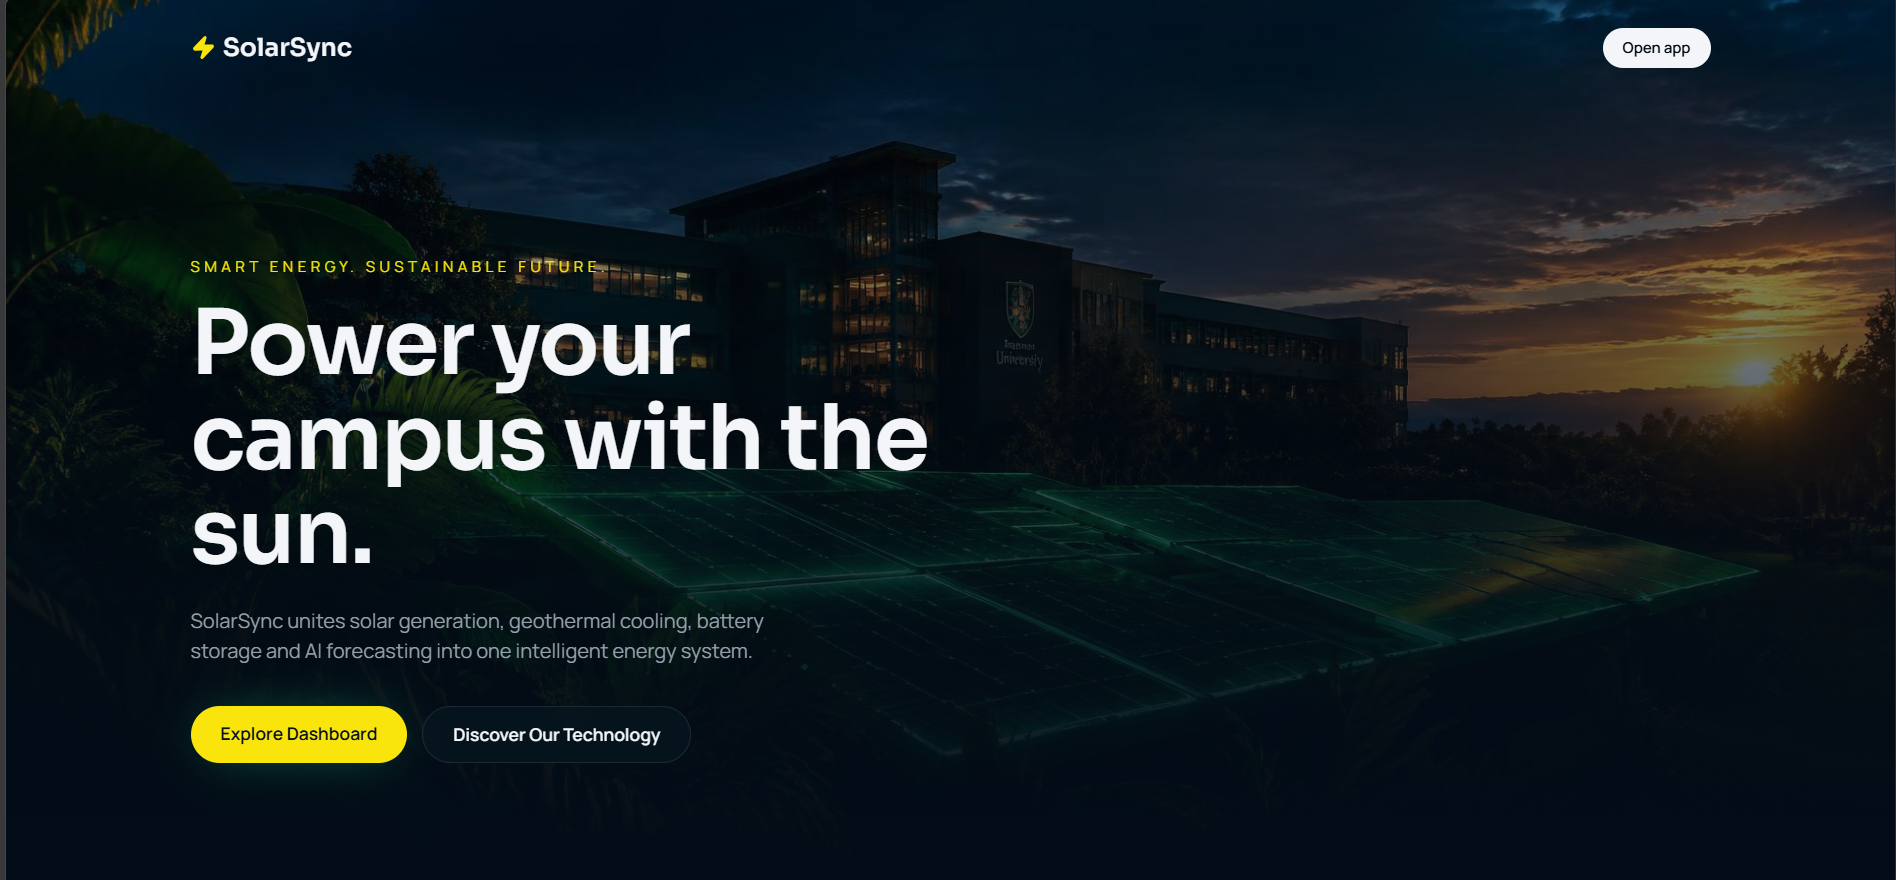 SolarSync
Open app
SMART ENERGY. SUSTAINABLE FUTURE.
Power your
campus with the
sun.
University
SolarSync unites solar generation, geothermal cooling, battery
storage and AI forecasting into one intelligent energy system.
Explore Dashboard
Discover Our Technology